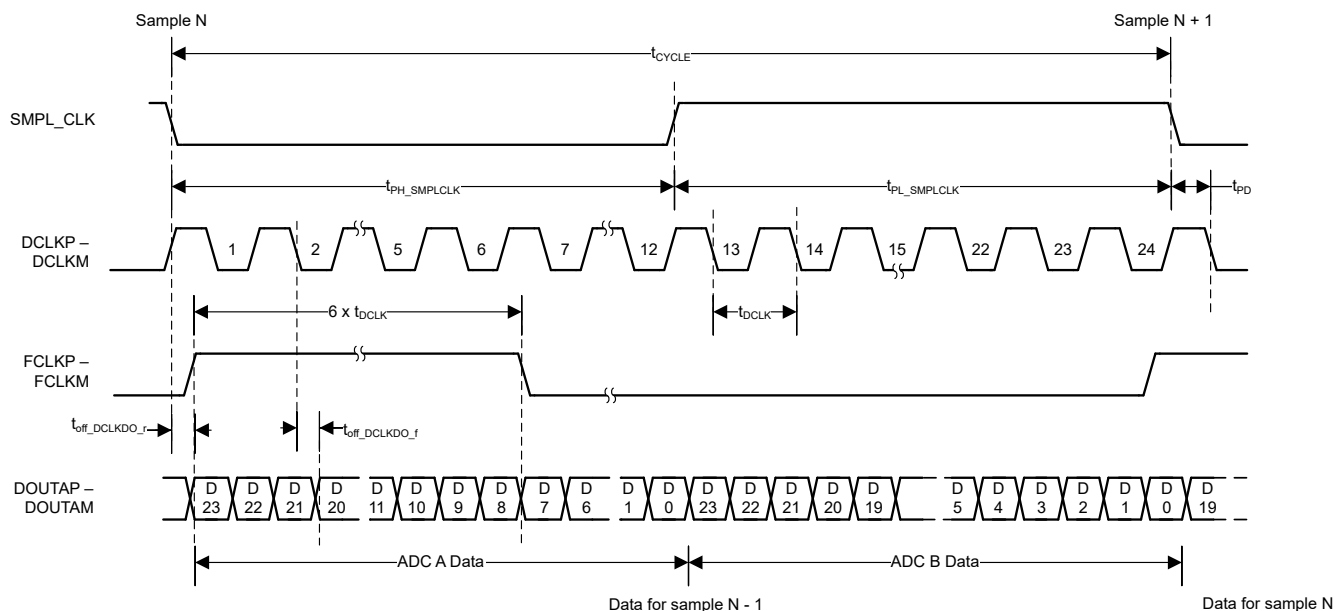 Sample N
Sample N + 1
tCYCLE
SMPL_CLK
tPH_SMPLCLK
tPL_SMPLCLK
tPD
DCLKP –
DCLKM
1 2 5 6 7 12 13 14 15 22 23 24
6 x tDCLK
tDCLK
FCLKP –
FCLKM
toff_DCLKDO_r
toff_DCLKDO_f
DOUTAP –
DOUTAM
D D D D D D D D D D D D D D D D D D D D D D D D D
23 22 21 20 11 10 9 8 7 6 1 0 23 22 21 20 19 5 4 3 2 1 0 19
ADC A Data
ADC B Data
Data for sample N - 1
Data for sample N